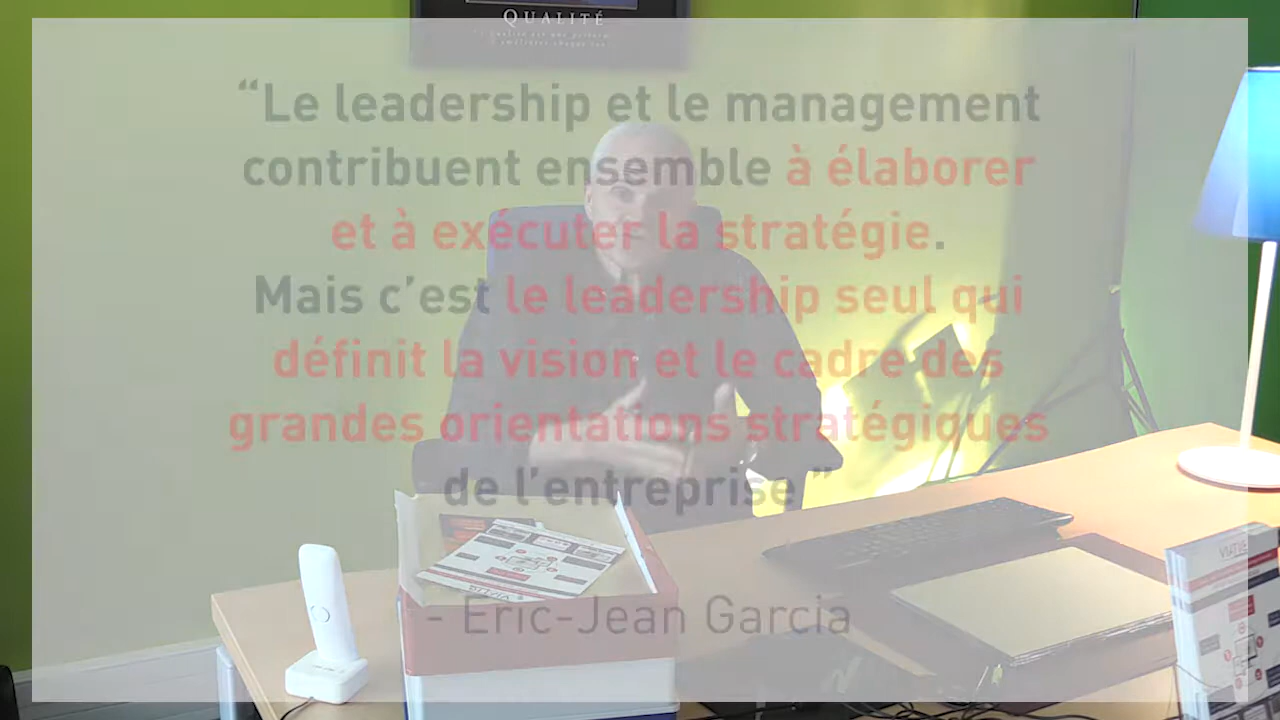 QUALITÉ
“Le leadership et le management
contribuent ensemble à élaborer
et à exécuter la stratégie.
Mais c’est le leadership seul qui
définit la vision et le cadre des
grandes orientations stratégiques
de l’entreprise”
- Eric-Jean Garcia